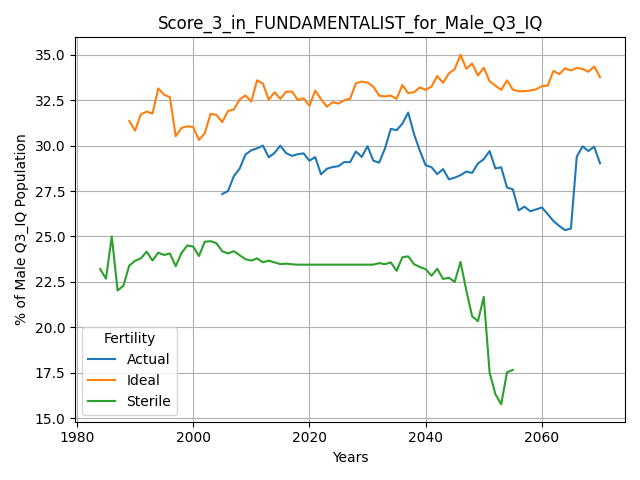 Score_3_in_FUNDAMENTALIST_for_Male_Q3_IQ
% of Male Q3_IQ Population
35.0
32.5
30.0
27.5
25.0
22.5
20.0
17.5
15.0
Fertility
Actual
Ideal
Sterile
1980
2000
2020
2040
2060
Years